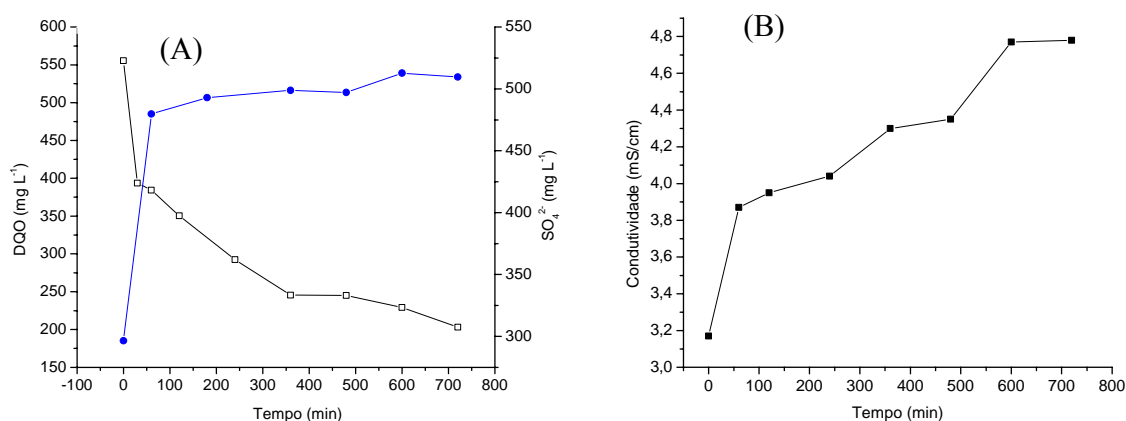 (A)
600
550
500
450
400
350
300
250
200
150
DQO (mg L⁻¹)
550
500
450
400
350
300
SO₄²⁻ (mg L⁻¹)
-100 0 100 200 300 400 500 600 700 800
Tempo (min)
(B)
4,8
4,6
4,4
4,2
4,0
3,8
3,6
3,4
3,2
3,0
Condutividade (mS/cm)
0 100 200 300 400 500 600 700 800
Tempo (min)